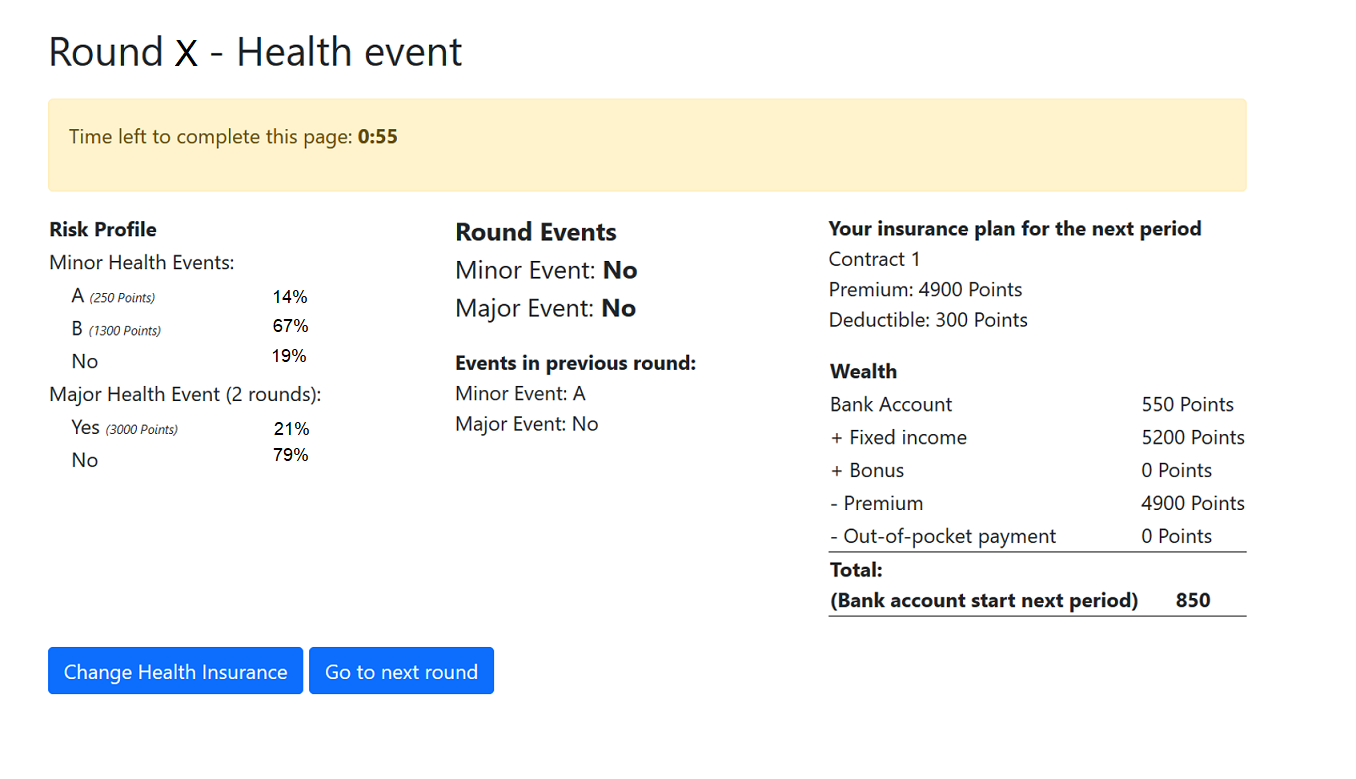 Round X - Health event
Time left to complete this page: 0:55
Risk Profile
Minor Health Events:
A (250 Points) 14%
B (1300 Points) 67%
No 19%
Major Health Event (2 rounds):
Yes (3000 Points) 21%
No 79%
Round Events
Minor Event: No
Major Event: No
Events in previous round:
Minor Event: A
Major Event: No
Your insurance plan for the next period
Contract 1
Premium: 4900 Points
Deductible: 300 Points
Wealth
Bank Account 550 Points
+ Fixed income 5200 Points
+ Bonus 0 Points
- Premium 4900 Points
- Out-of-pocket payment 0 Points
Total:
(Bank account start next period) 850
Change Health Insurance Go to next round